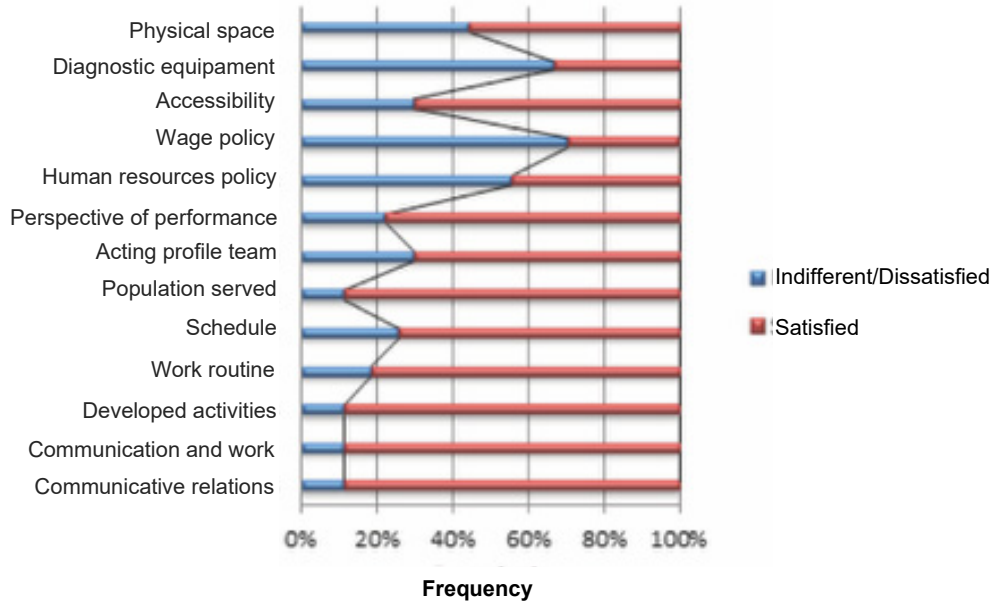 Physical space
Diagnostic equipament
Accessibility
Wage policy
Human resources policy
Perspective of performance
Acting profile team
Population served
Schedule
Work routine
Developed activities
Communication and work
Communicative relations
0% 20% 40% 60% 80% 100%
Frequency
Indifferent/Dissatisfied
Satisfied